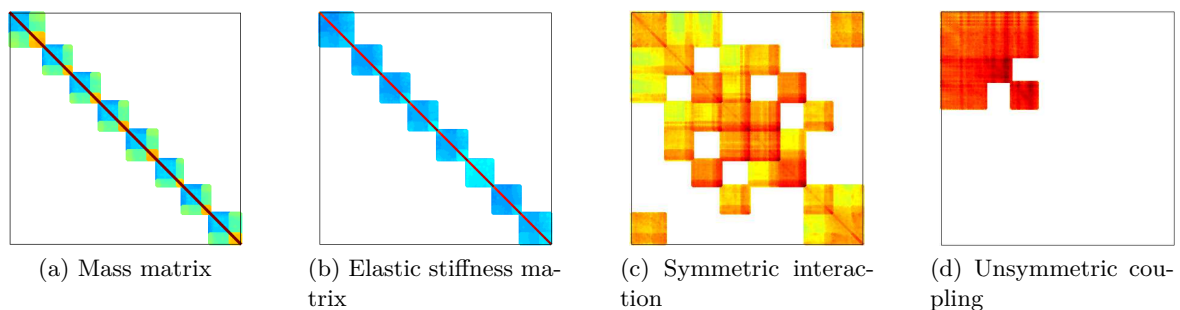 (a) Mass matrix
(b) Elastic stiffness ma-
trix
(c) Symmetric interac-
tion
(d) Unsymmetric cou-
pling